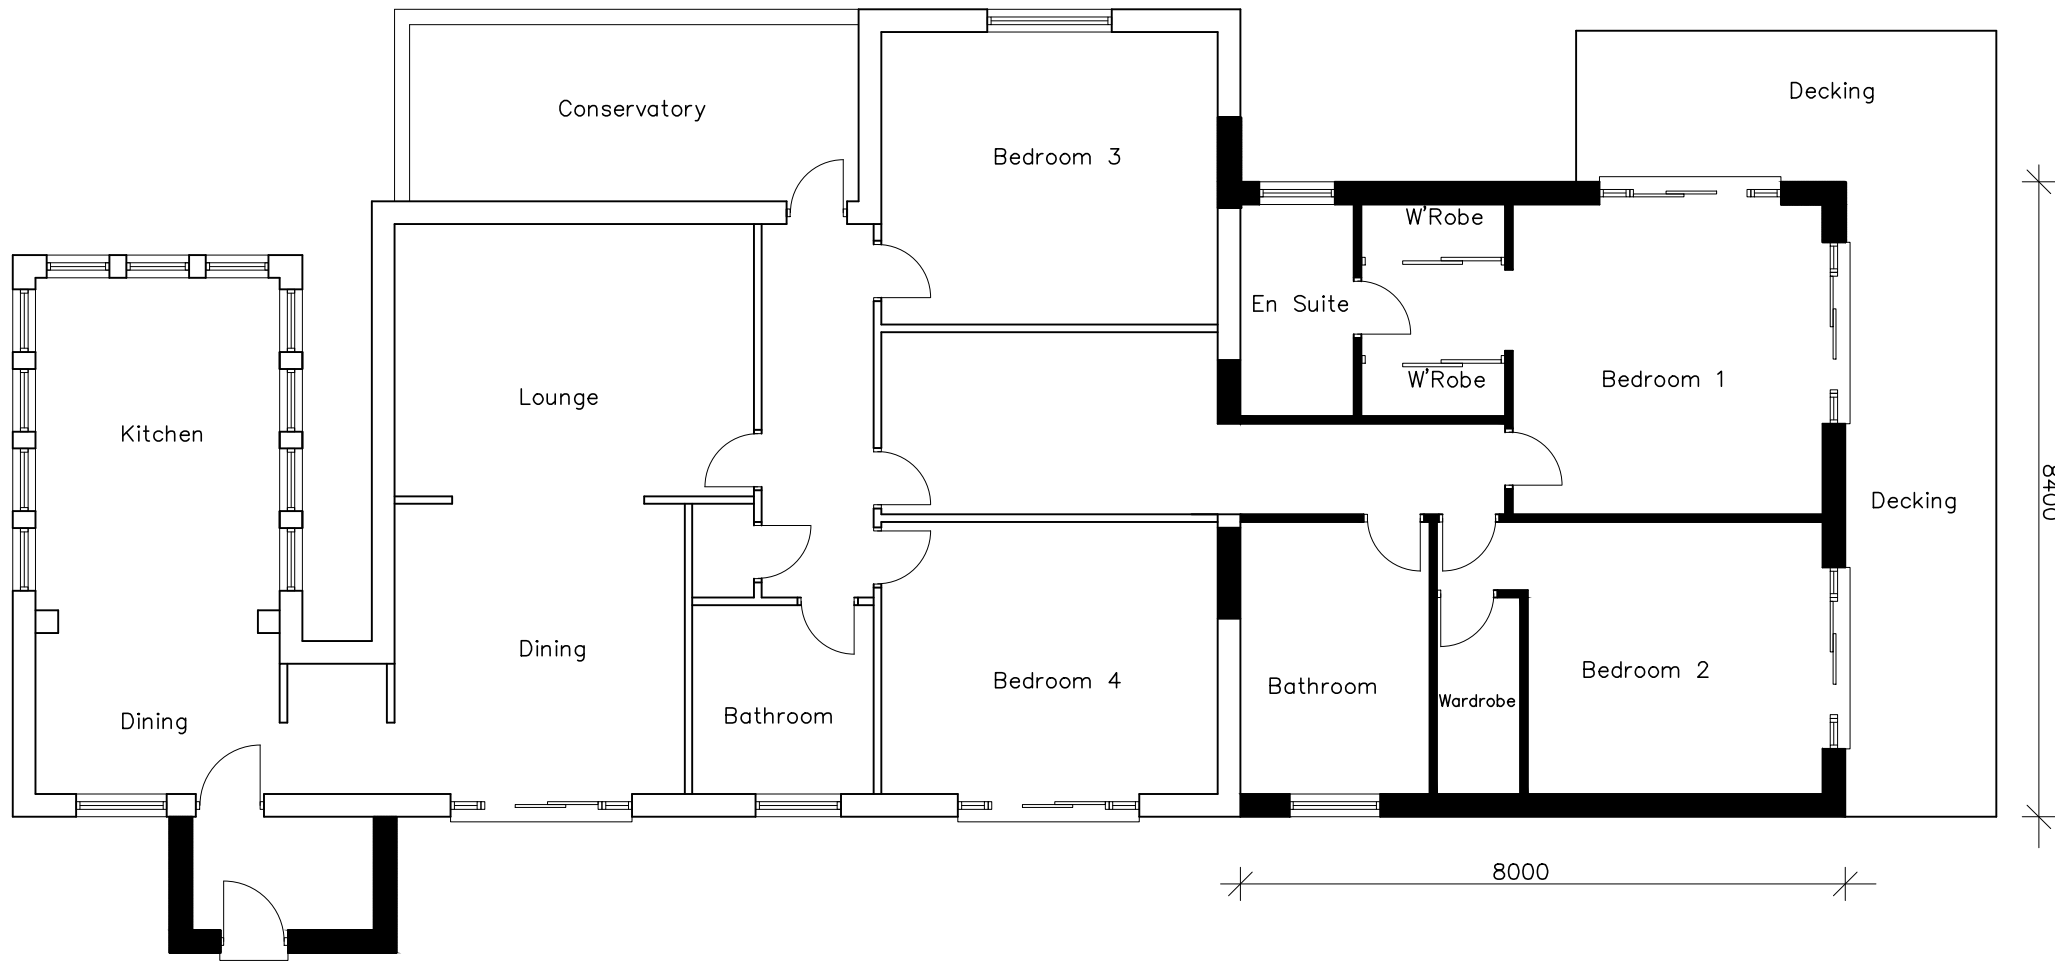 Decking
Conservatory
Bedroom 3
W'Robe
En Suite
W'Robe
Bedroom 1
Lounge
Kitchen
Decking
8400
Dining
Bedroom 4
Bedroom 2
Bathroom
Wardrobe
Dining
Bathroom
8000